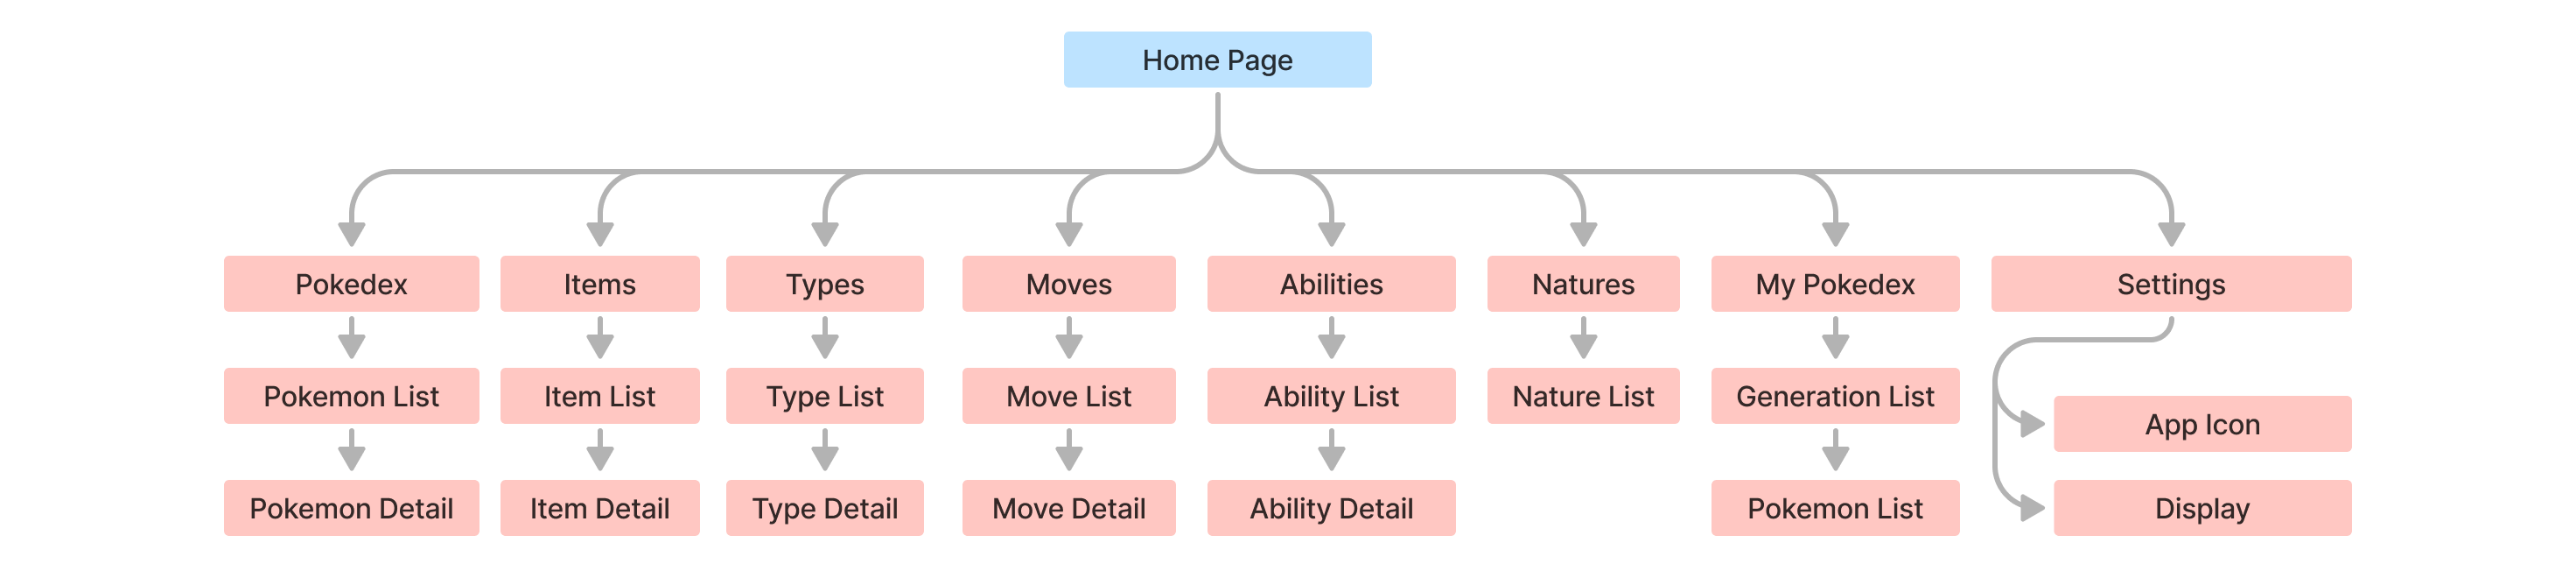 Home Page
Pokedex
Items
Types
Moves
Abilities
Natures
My Pokedex
Settings
Pokemon List
Item List
Type List
Move List
Ability List
Nature List
Generation List
App Icon
Pokemon Detail
Item Detail
Type Detail
Move Detail
Ability Detail
Pokemon List
Display